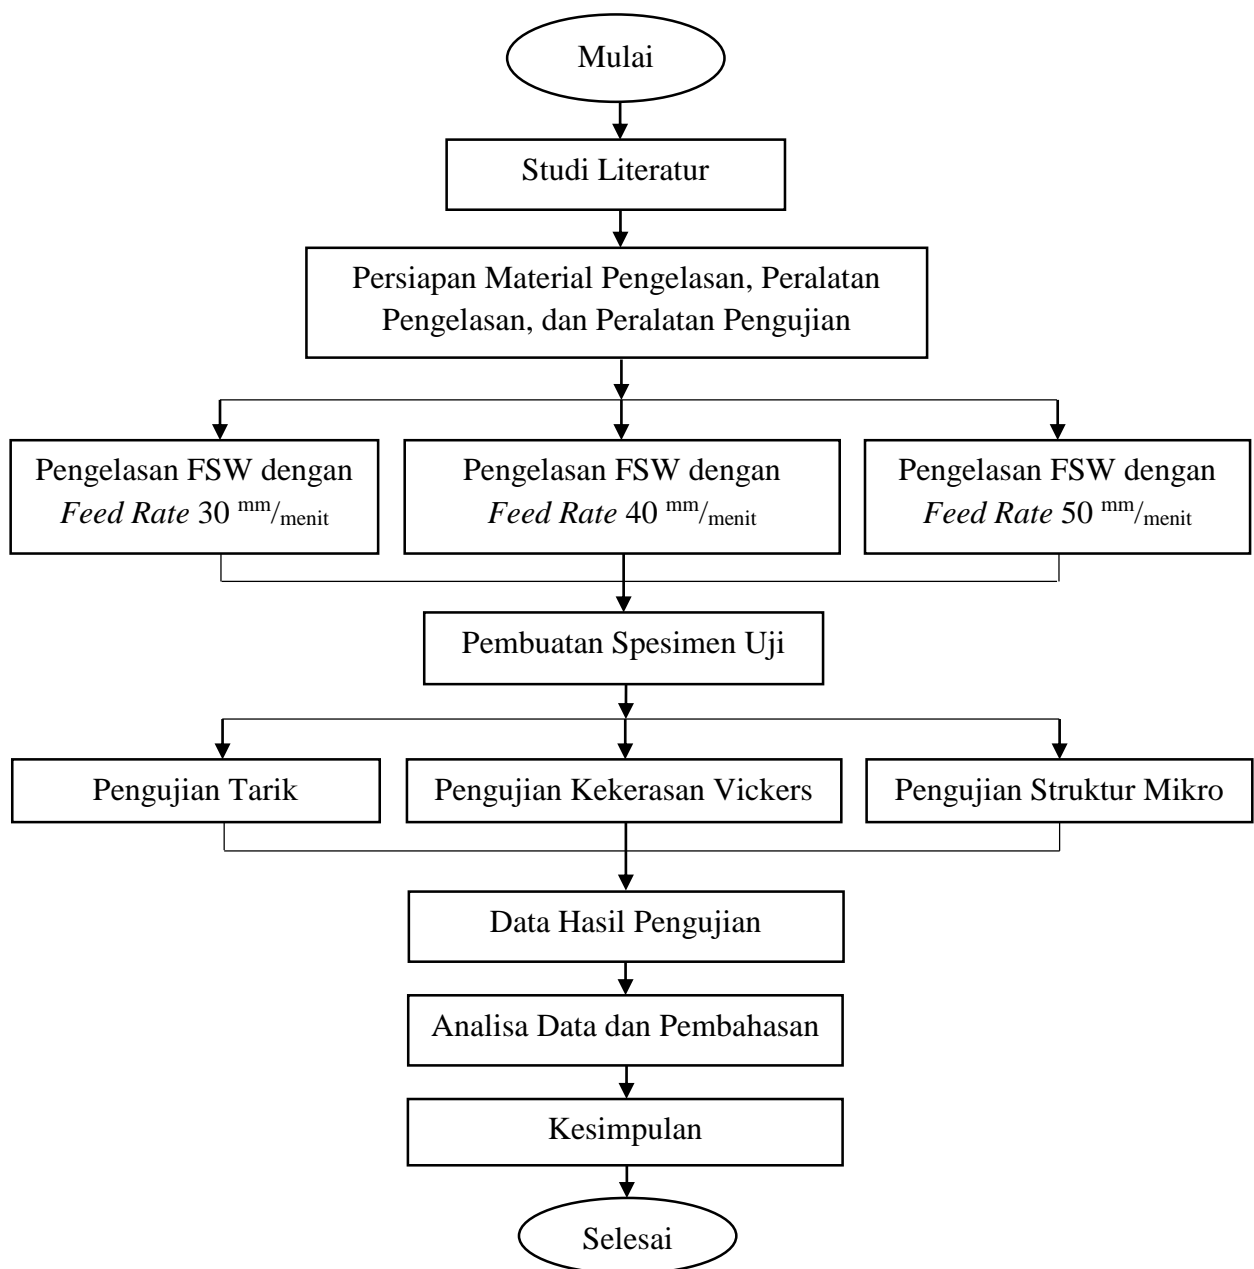 Mulai
Studi Literatur
Persiapan Material Pengelasan, Peralatan
Pengelasan, dan Peralatan Pengujian
Pengelasan FSW dengan
Feed Rate 30 mm/menit
Pengelasan FSW dengan
Feed Rate 40 mm/menit
Pengelasan FSW dengan
Feed Rate 50 mm/menit
Pembuatan Spesimen Uji
Pengujian Tarik
Pengujian Kekerasan Vickers
Pengujian Struktur Mikro
Data Hasil Pengujian
Analisa Data dan Pembahasan
Kesimpulan
Selesai